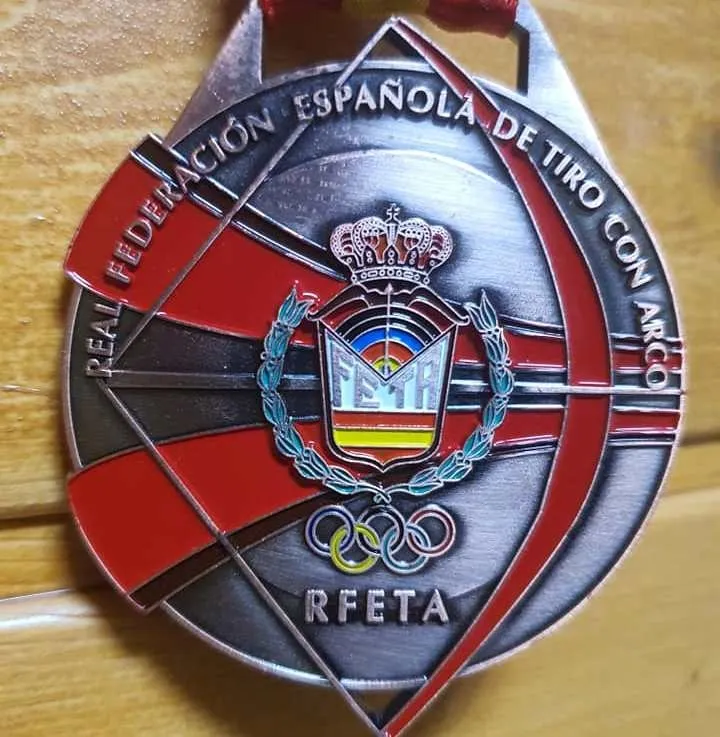 REAL FEDERACIÓN ESPAÑOLA DE TIRO CON ARCO
FETA
RFETA